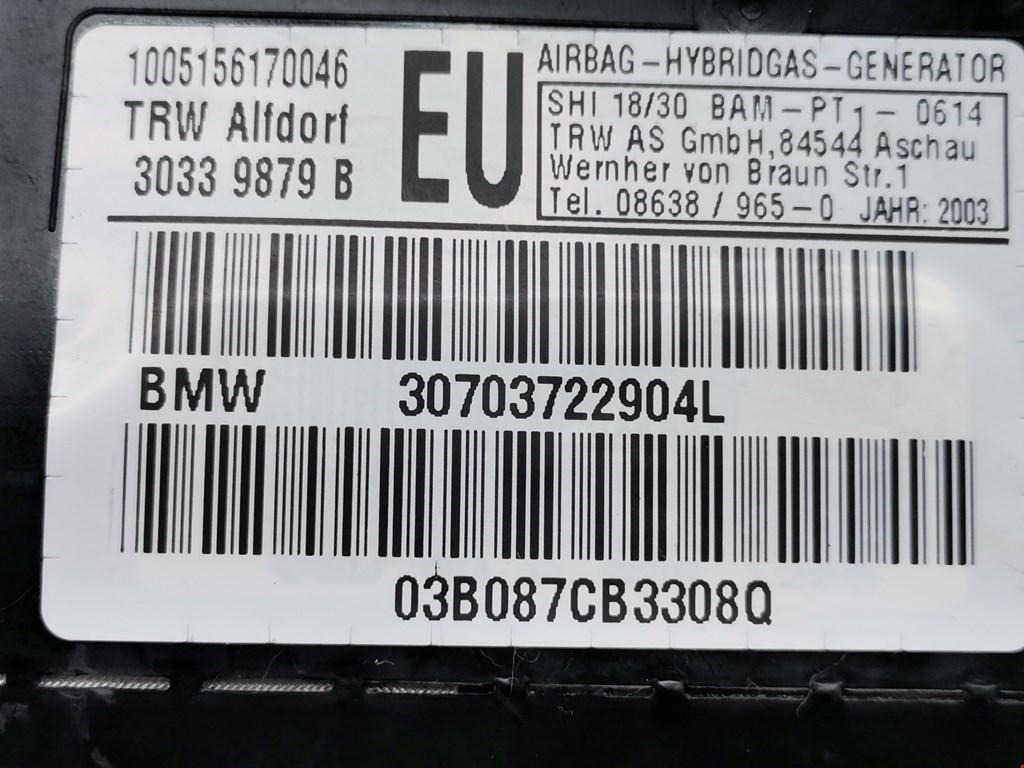 1005156170046
TRW Alfdorf
3033 9879 B
EU
AIRBAG-HYBRIDGAS-GENERATOR
SHI 18/30 BAM-PT1-0614
TRW AS GmbH,84544 Aschau
Wernher von Braun Str.1
Tel. 08638 / 965-0 JAHR: 2003
BMW 30703722904L
03B087CB3308Q